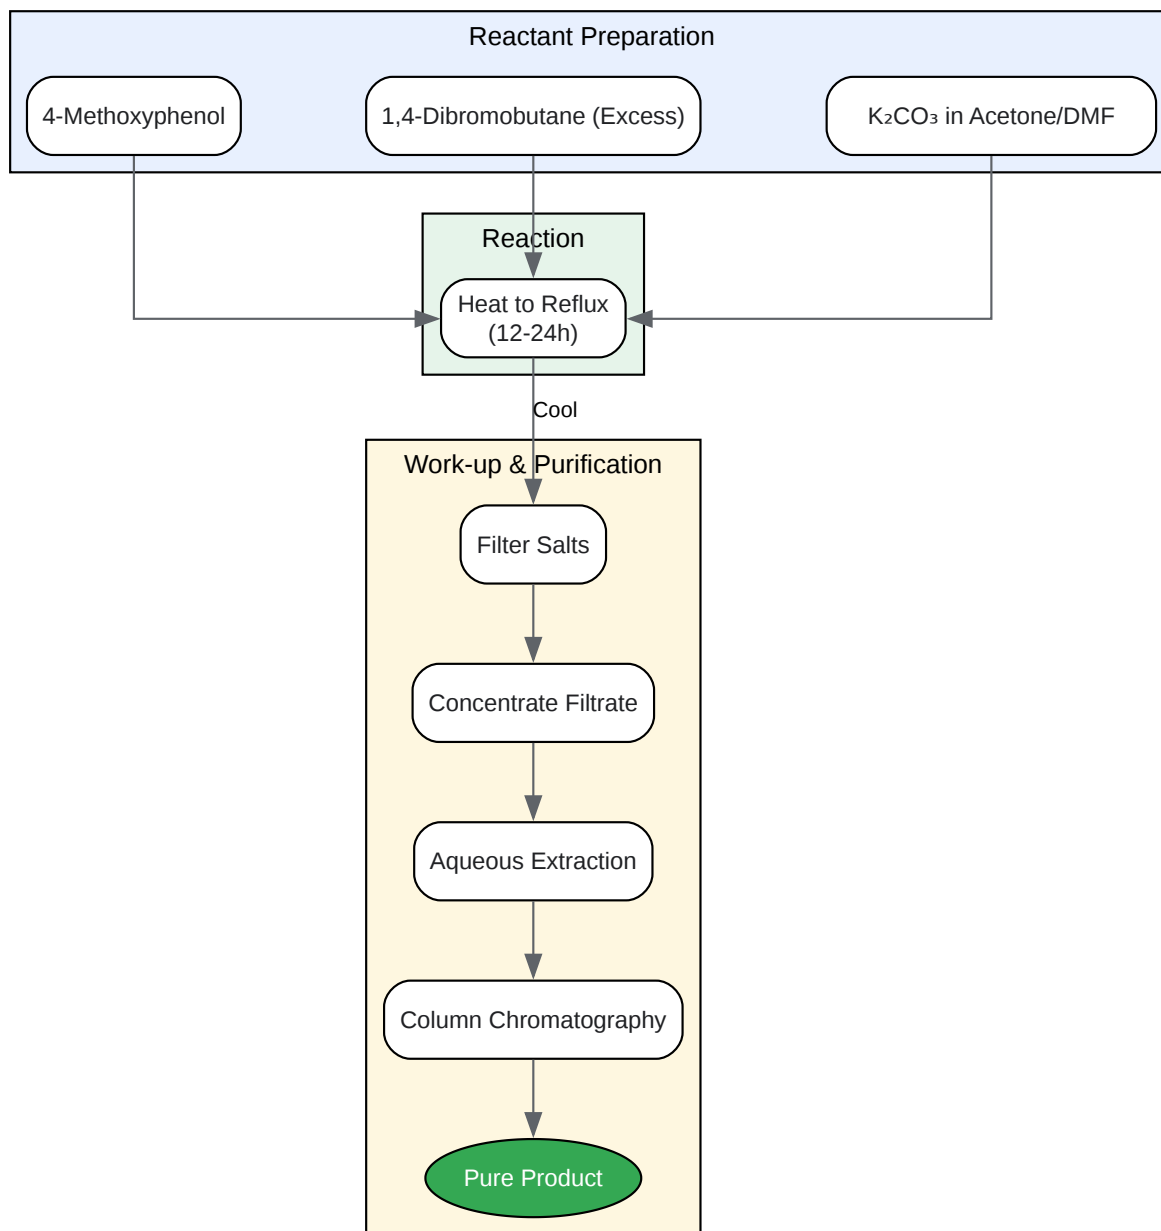 Reactant Preparation
4-Methoxyphenol
1,4-Dibromobutane (Excess)
K₂CO₃ in Acetone/DMF
Reaction
Heat to Reflux
(12-24h)
Cool
Work-up & Purification
Filter Salts
Concentrate Filtrate
Aqueous Extraction
Column Chromatography
Pure Product